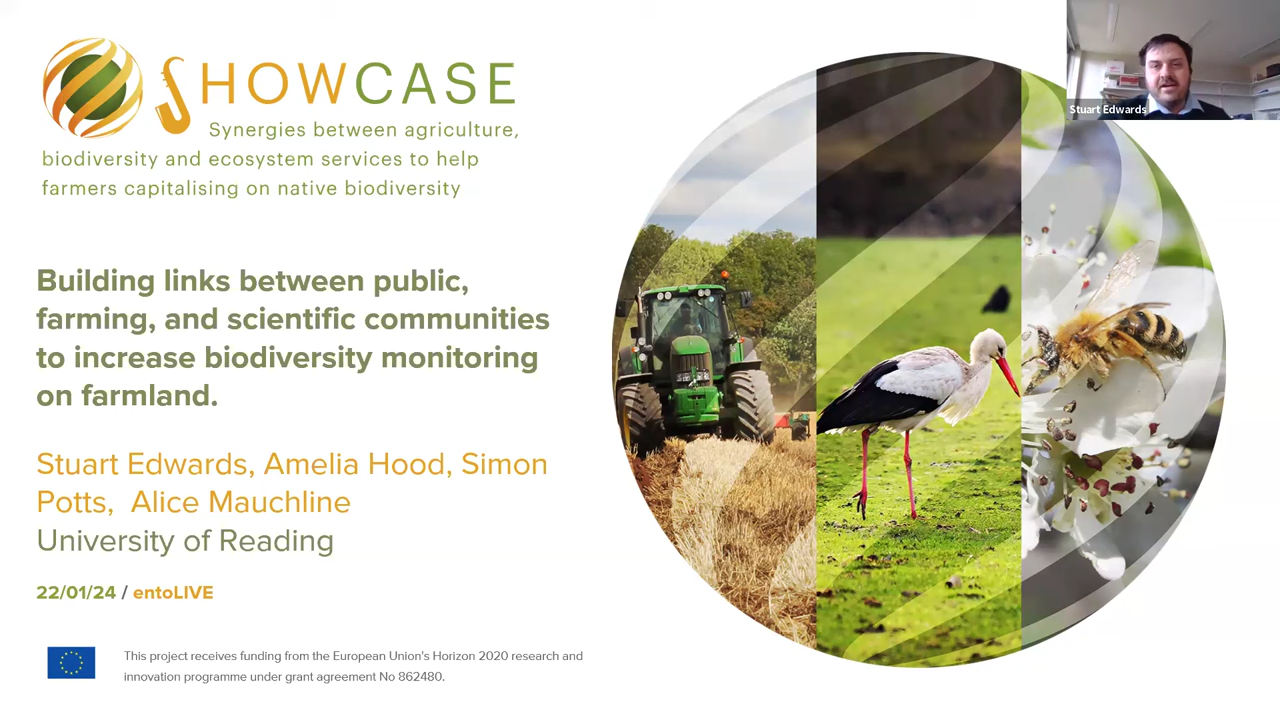 SHOWCASE
Synergies between agriculture,
biodiversity and ecosystem services to help
farmers capitalising on native biodiversity
Building links between public,
farming, and scientific communities
to increase biodiversity monitoring
on farmland.
Stuart Edwards, Amelia Hood, Simon
Potts, Alice Mauchline
University of Reading
22/01/24 / entoLIVE
This project receives funding from the European Union's Horizon 2020 research and
innovation programme under grant agreement No 862480.
Stuart Edwards